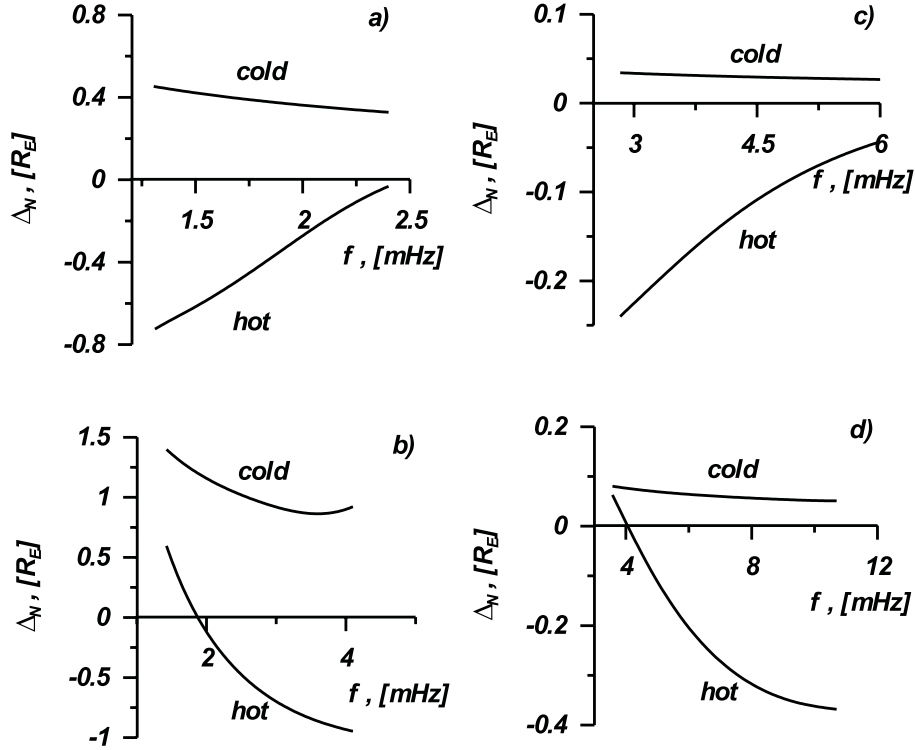 0.8
a)
cold
0.4
Δ_N , [R_E]
0
1.5
2
2.5
f , [mHz]
-0.4
hot
-0.8
0.1
c)
cold
0
3
4.5
6
Δ_N , [R_E]
f , [mHz]
-0.1
hot
-0.2
1.5
b)
cold
1
0.5
Δ_N , [R_E]
0
2
4
-0.5
f , [mHz]
hot
-1
0.2
d)
cold
0
4
8
12
Δ_N , [R_E]
f , [mHz]
-0.2
hot
-0.4